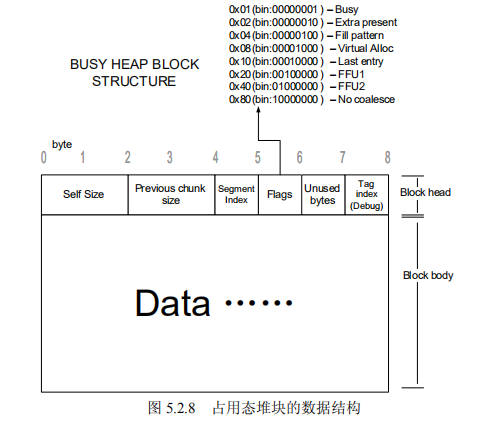 0x01(bin:00000001) – Busy
0x02(bin:00000010) – Extra present
0x04(bin:00000100) – Fill pattern
0x08(bin:00001000) – Virtual Alloc
0x10(bin:00010000) – Last entry
0x20(bin:00100000) – FFU1
0x40(bin:01000000) – FFU2
0x80(bin:10000000) – No coalesce
BUSY HEAP BLOCK
STRUCTURE
byte
0 1 2 3 4 5 6 7 8
Self Size
Previous chunk
size
Segment
Index
Flags
Unused
bytes
Tag
index
(Debug)
Block head
Block body
Data ······
图 5.2.8 占用态堆块的数据结构